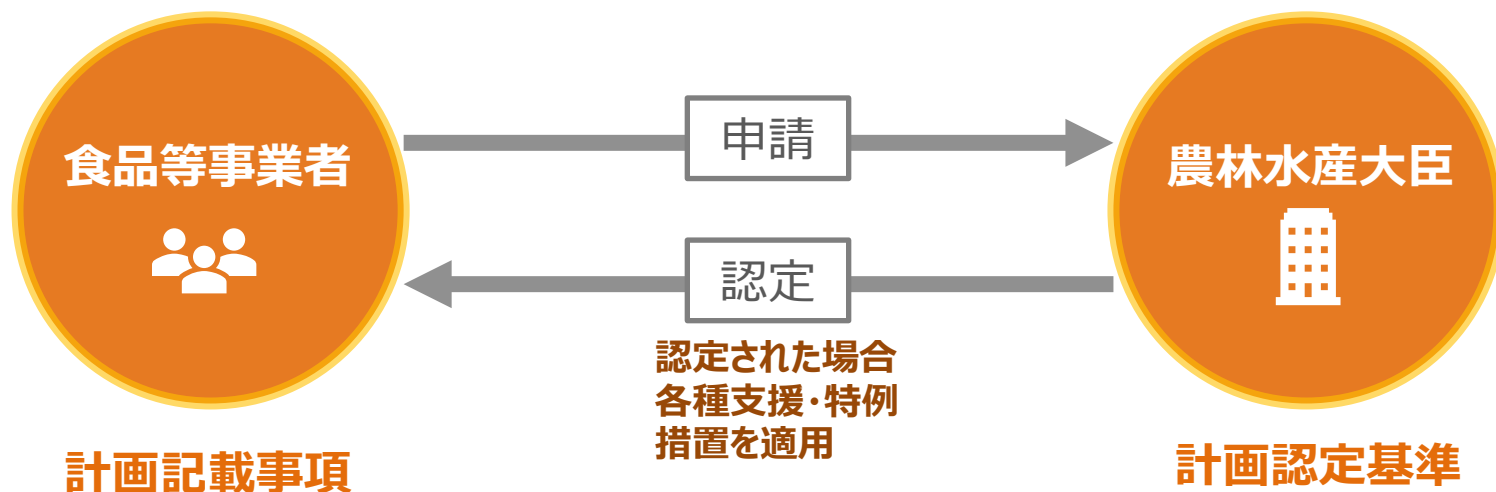 食品等事業者
申請
農林水産大臣
認定
認定された場合
各種支援・特例
措置を適用
計画記載事項
計画認定基準